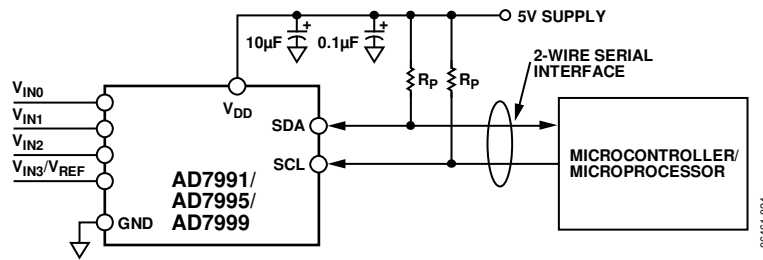 5V SUPPLY
10µF
+
0.1µF
+
2-WIRE SERIAL
INTERFACE
RP
RP
VIN0
VIN1
VIN2
VIN3/VREF
VDD
SDA
SCL
GND
AD7991/
AD7995/
AD7999
MICROCONTROLLER/
MICROPROCESSOR